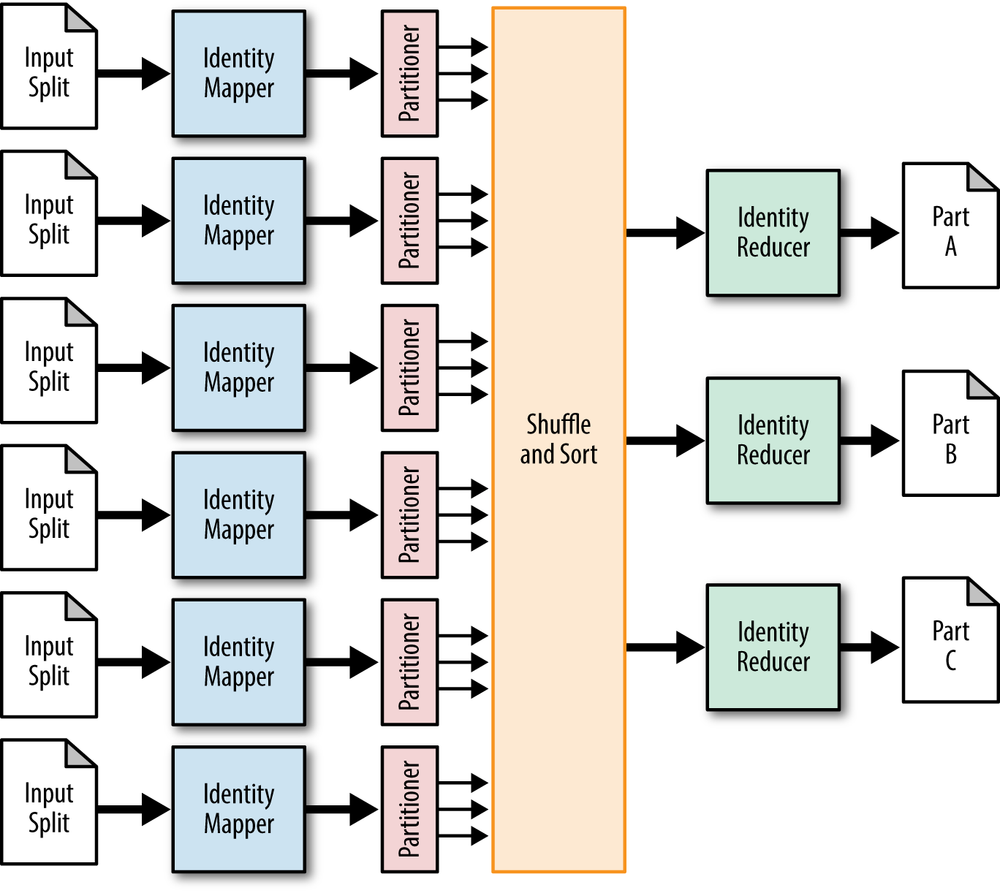 Input
Split
Identity
Mapper
Partitioner
Input
Split
Identity
Mapper
Partitioner
Input
Split
Identity
Mapper
Partitioner
Input
Split
Identity
Mapper
Partitioner
Input
Split
Identity
Mapper
Partitioner
Input
Split
Identity
Mapper
Partitioner
Shuffle
and Sort
Identity
Reducer
Part
A
Identity
Reducer
Part
B
Identity
Reducer
Part
C